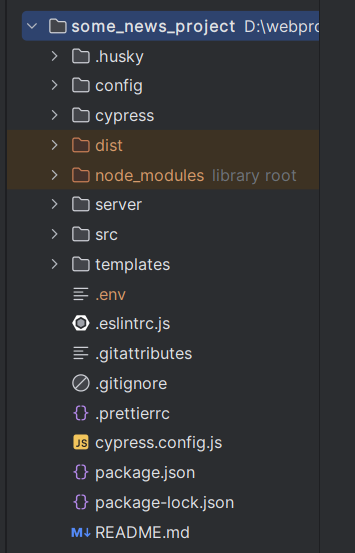 some_news_project D:\webpro
.husky
config
cypress
dist
node_modules library root
server
src
templates
.env
.eslintrc.js
.gitattributes
.gitignore
.prettierrc
JS cypress.config.js
package.json
package-lock.json
M↓ README.md